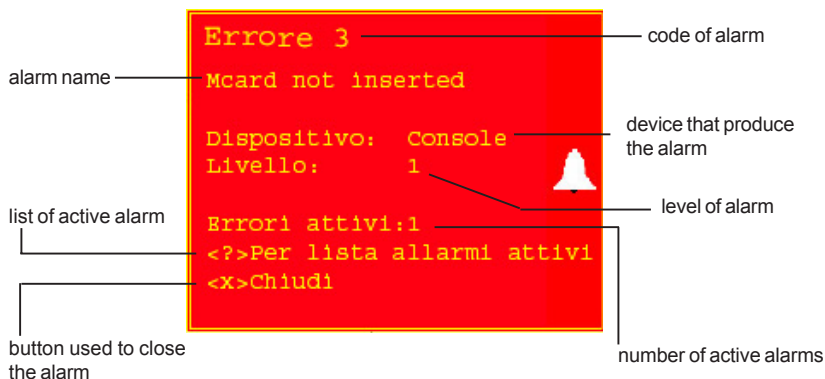 Errore 3
code of alarm
alarm name
Mcard not inserted
Dispositivo: Console
device that produce
the alarm
Livello: 1
level of alarm
list of active alarm
Errori attivi:1
<?>Per lista allarmi attivi
<x>Chiudi
button used to close
the alarm
number of active alarms